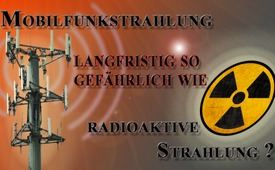 MOBILFUNKSTRAHLUNG
LANGFRISTIG SO
GEFÄHRLICH WIE
RADIOAKTIVE
STRAHLUNG ?